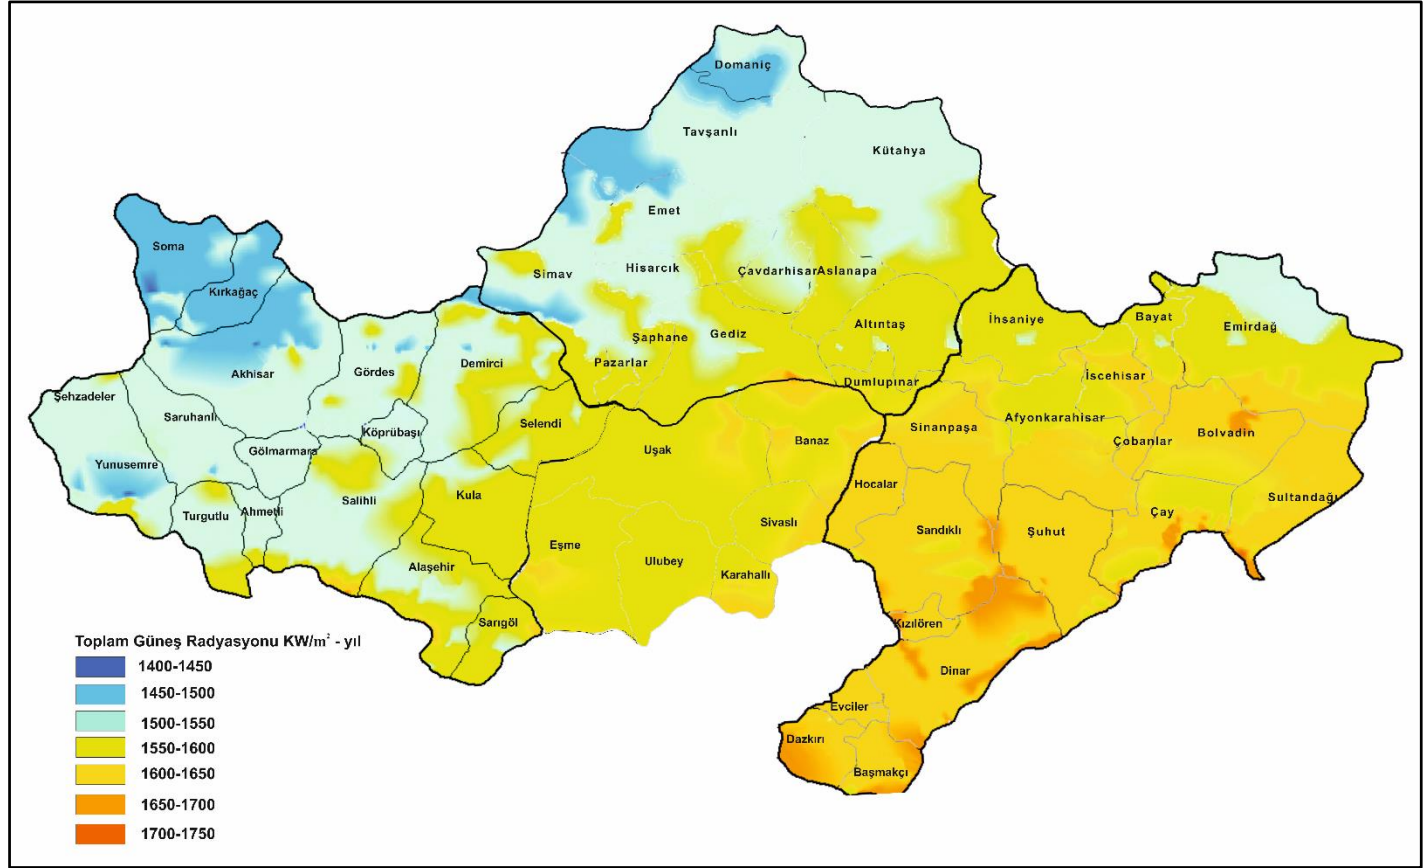 Domaniç
Tavşanlı
Kütahya
Emet
Soma
Simav
Hisarcık
Çavdarhisar
Aslanapa
Kırkağaç
Altıntaş
İhsaniye
Bayat
Emirdağ
Gediz
Şaphane
Pazarlar
Demirci
Gördes
Akhisar
Dumlupınar
İscehisar
Şehzadeler
Saruhanlı
Selendi
Köprübaşı
Afyonkarahisar
Sinanpaşa
Çobanlar
Bolvadin
Gölmarmara
Uşak
Banaz
Yunusemre
Hocalar
Kula
Salihli
Sultandağı
Turgutlu
Ahmetli
Sivaslı
Çay
Sandıklı
Şuhut
Eşme
Ulubey
Karahallı
Alaşehir
Sarıgöl
Kızılören
Dinar
Evciler
Dazkırı
Başmakçı
Toplam Güneş Radyasyonu KW/m² - yıl
1400-1450
1450-1500
1500-1550
1550-1600
1600-1650
1650-1700
1700-1750